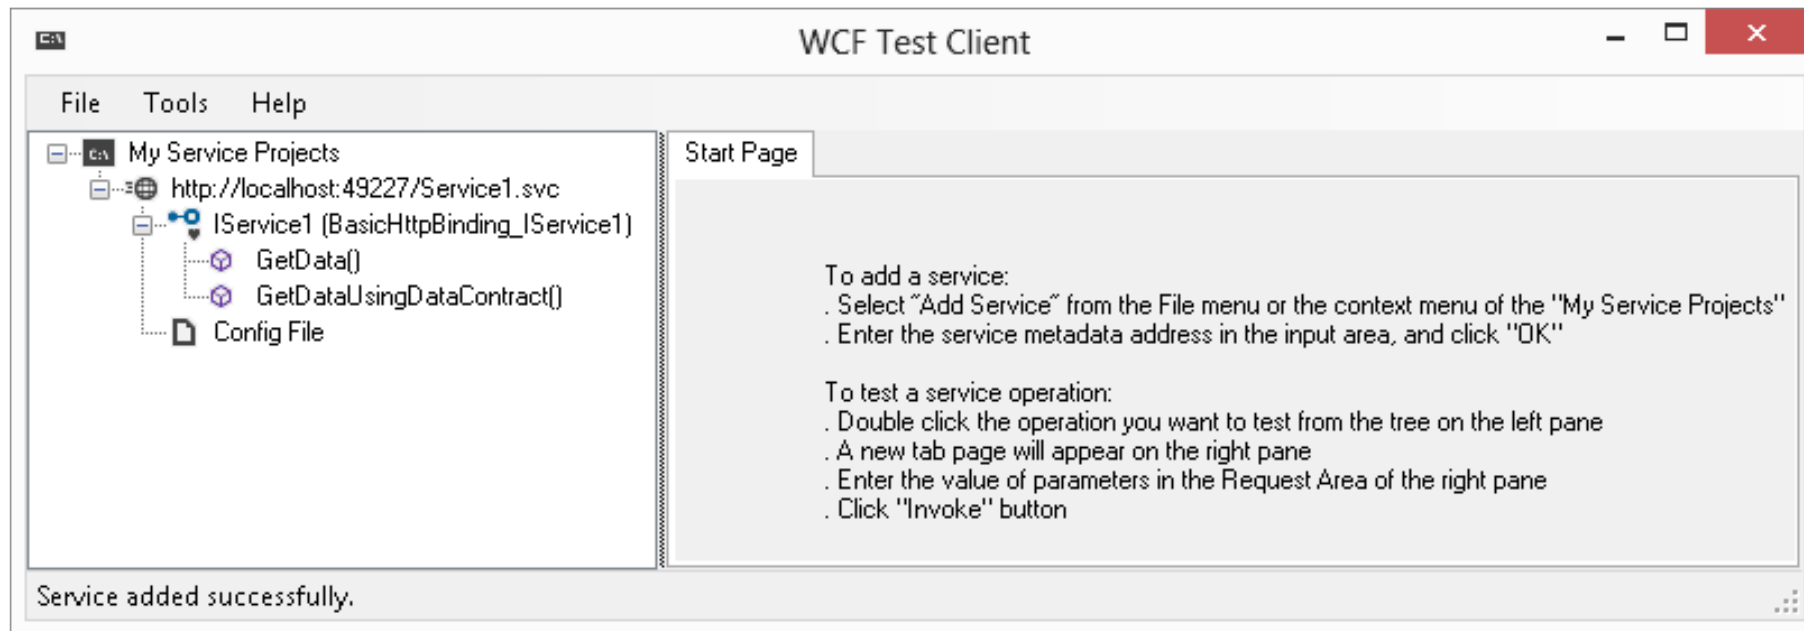 WCF Test Client
File Tools Help
My Service Projects
http://localhost:49227/Service1.svc
IService1 (BasicHttpBinding_IService1)
GetData()
GetDataUsingDataContract()
Config File
Start Page
To add a service:
. Select "Add Service" from the File menu or the context menu of the "My Service Projects"
. Enter the service metadata address in the input area, and click "OK"
To test a service operation:
. Double click the operation you want to test from the tree on the left pane
. A new tab page will appear on the right pane
. Enter the value of parameters in the Request Area of the right pane
. Click "Invoke" button
Service added successfully.